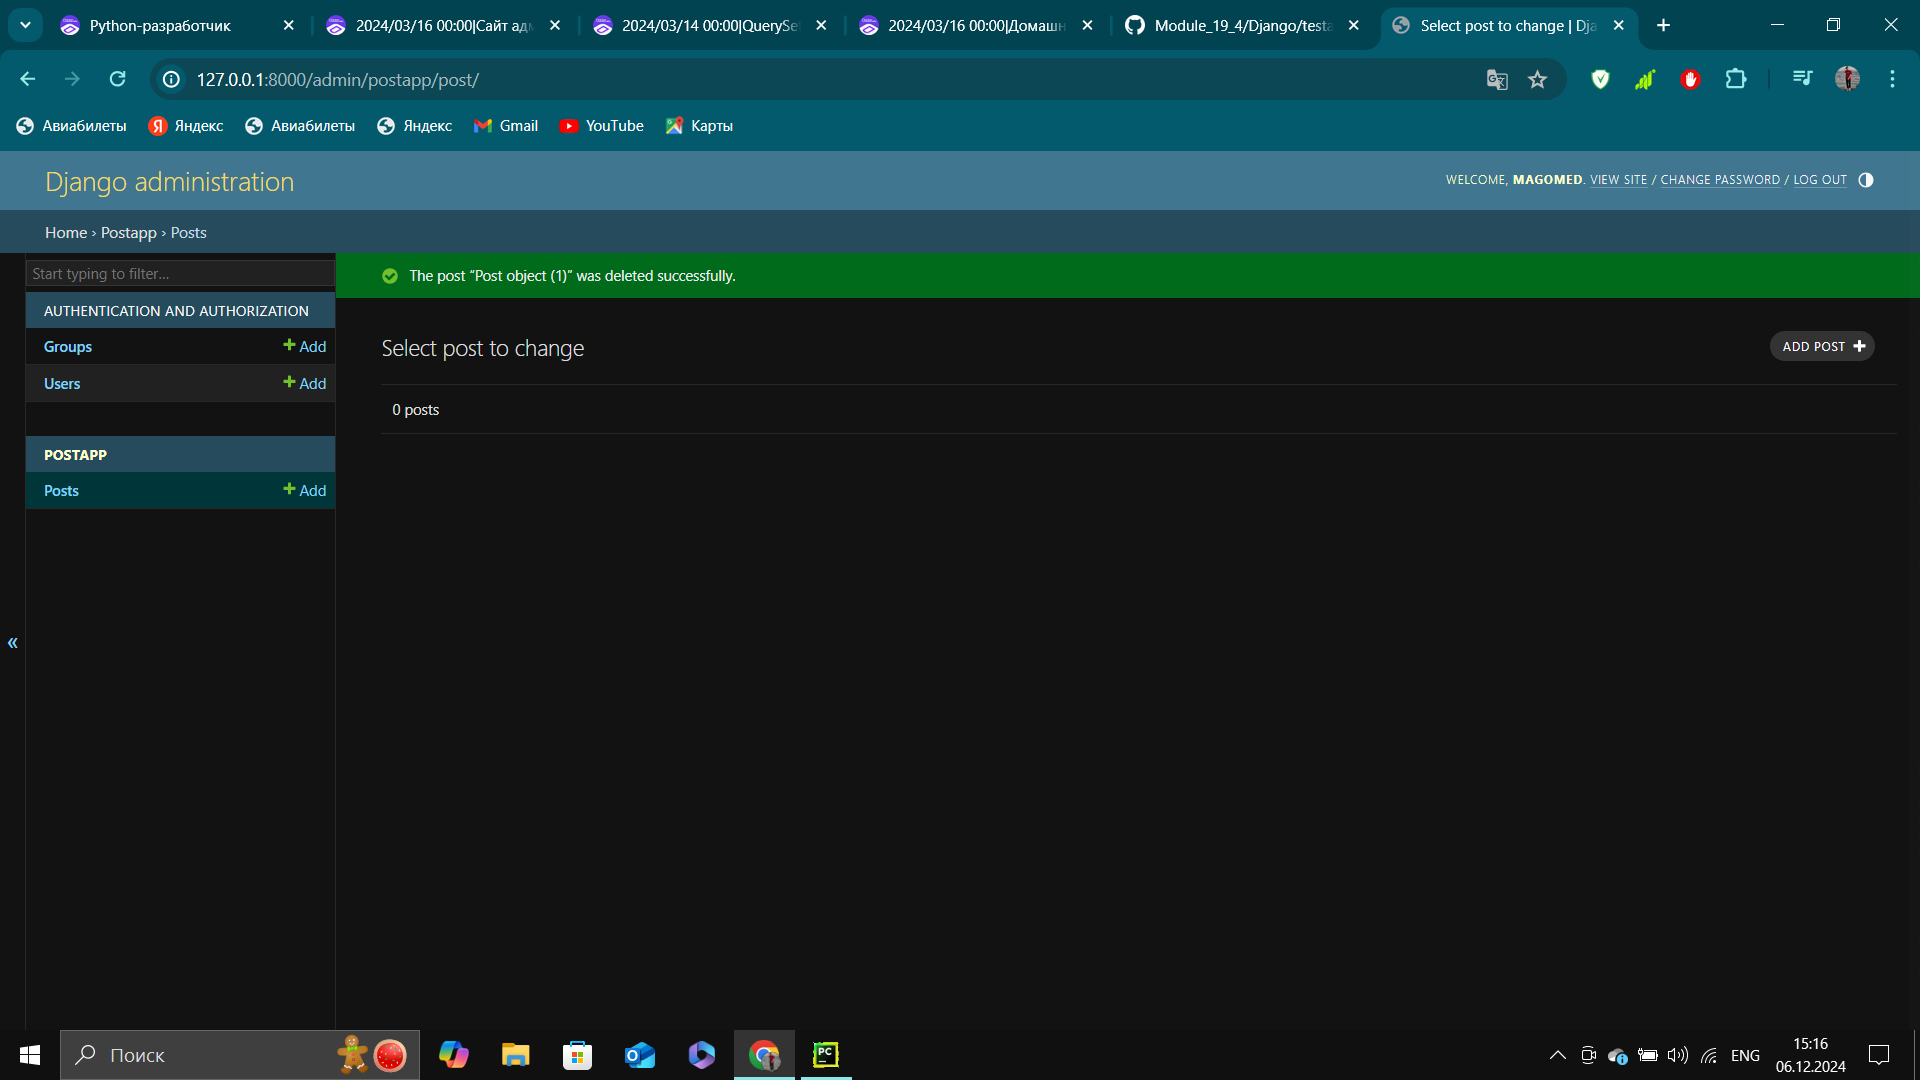 Python-разработчик
2024/03/16 00:00|Сайт адм
2024/03/14 00:00|QuerySe
2024/03/16 00:00|Домашн
Module_19_4/Django/testa
Select post to change | Dja
127.0.0.1:8000/admin/postapp/post/
Авиабилеты
Яндекс
Авиабилеты
Яндекс
Gmail
YouTube
Карты
Django administration
WELCOME, MAGOMED. VIEW SITE / CHANGE PASSWORD / LOG OUT
Home › Postapp › Posts
Start typing to filter...
The post “Post object (1)” was deleted successfully.
AUTHENTICATION AND AUTHORIZATION
Groups
Add
Users
Add
Select post to change
ADD POST
0 posts
POSTAPP
Posts
Add
«
Поиск
PC
ENG
15:16
06.12.2024